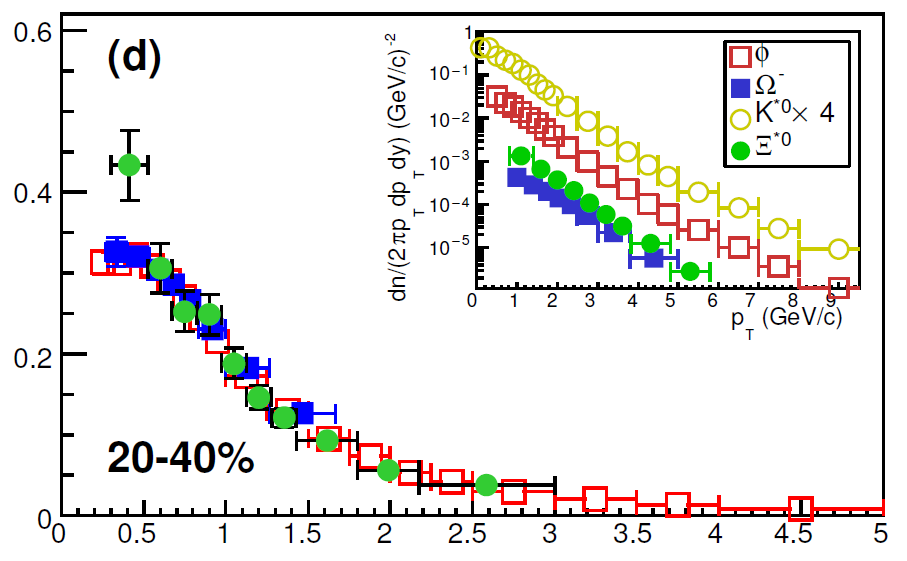 (d)
20-40%
0.6
0.4
0.2
0
0 0.5 1 1.5 2 2.5 3 3.5 4 4.5 5
dn/(2πp_T dp_T dy) (GeV/c)^-2
1
10^-1
10^-2
10^-3
10^-4
10^-5
0 1 2 3 4 5 6 7 8 9
p_T (GeV/c)
ϕ
Ω^-
K^*0 × 4
Ξ^*0